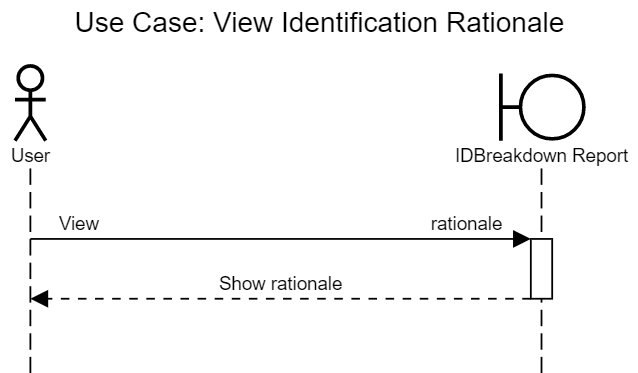 Use Case: View Identification Rationale
User
IDBreakdown Report
View rationale
Show rationale